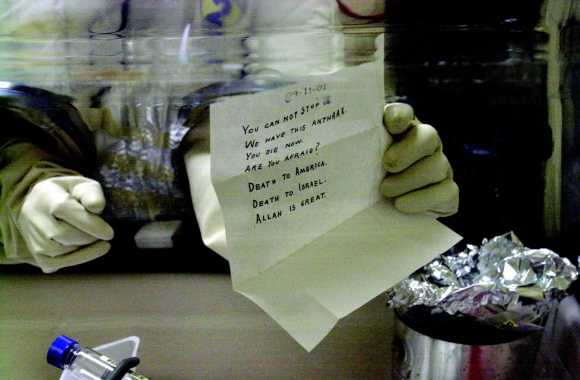 09-11-01
YOU CAN NOT STOP US.
WE HAVE THIS ANTHRAX.
YOU DIE NOW.
ARE YOU AFRAID?
DEATH TO AMERICA.
DEATH TO ISRAEL.
ALLAH IS GREAT.